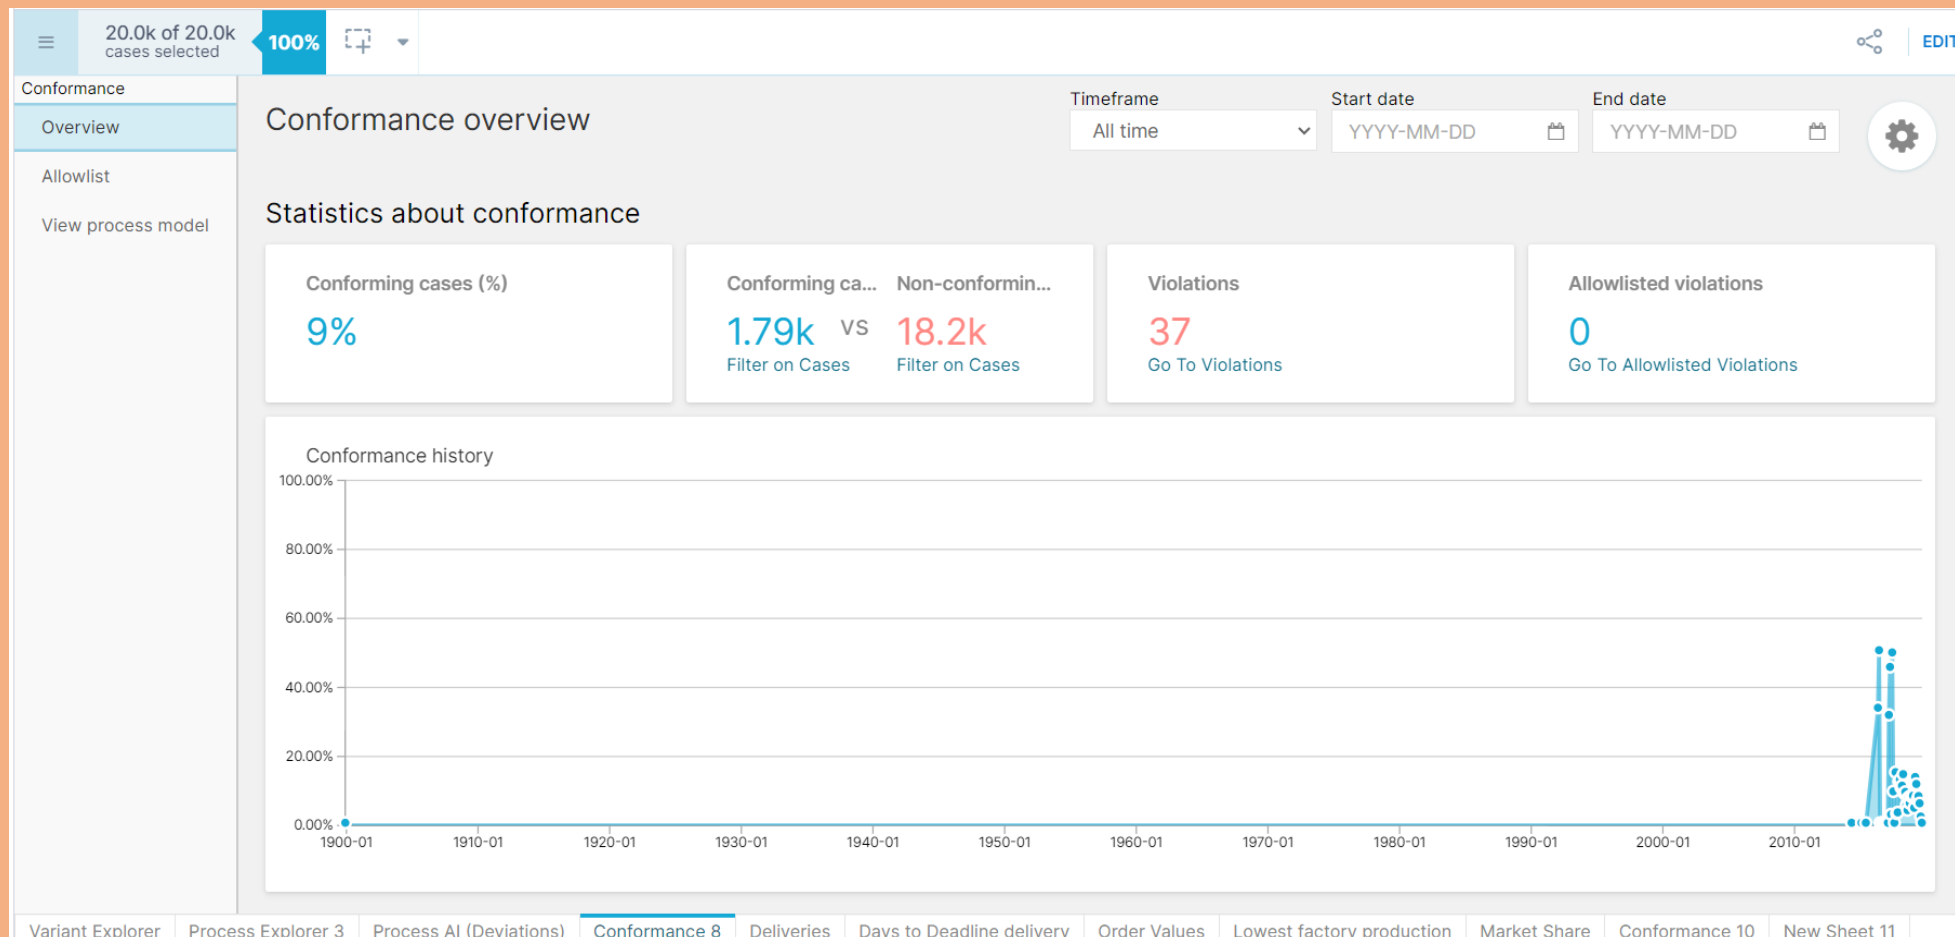 20.0k of 20.0k
cases selected
100%
EDIT
Conformance
Overview
Allowlist
View process model
Conformance overview
Timeframe
All time
Start date
YYYY-MM-DD
End date
YYYY-MM-DD
Statistics about conformance
Conforming cases (%)
9%
Conforming ca... Non-conformin...
1.79k vs 18.2k
Filter on Cases Filter on Cases
Violations
37
Go To Violations
Allowlisted violations
0
Go To Allowlisted Violations
Conformance history
100.00%
80.00%
60.00%
40.00%
20.00%
0.00%
1900-01 1910-01 1920-01 1930-01 1940-01 1950-01 1960-01 1970-01 1980-01 1990-01 2000-01 2010-01
Variant Explorer Process Explorer 3 Process AI (Deviations) Conformance 8 Deliveries Days to Deadline delivery Order Values Lowest factory production Market Share Conformance 10 New Sheet 11